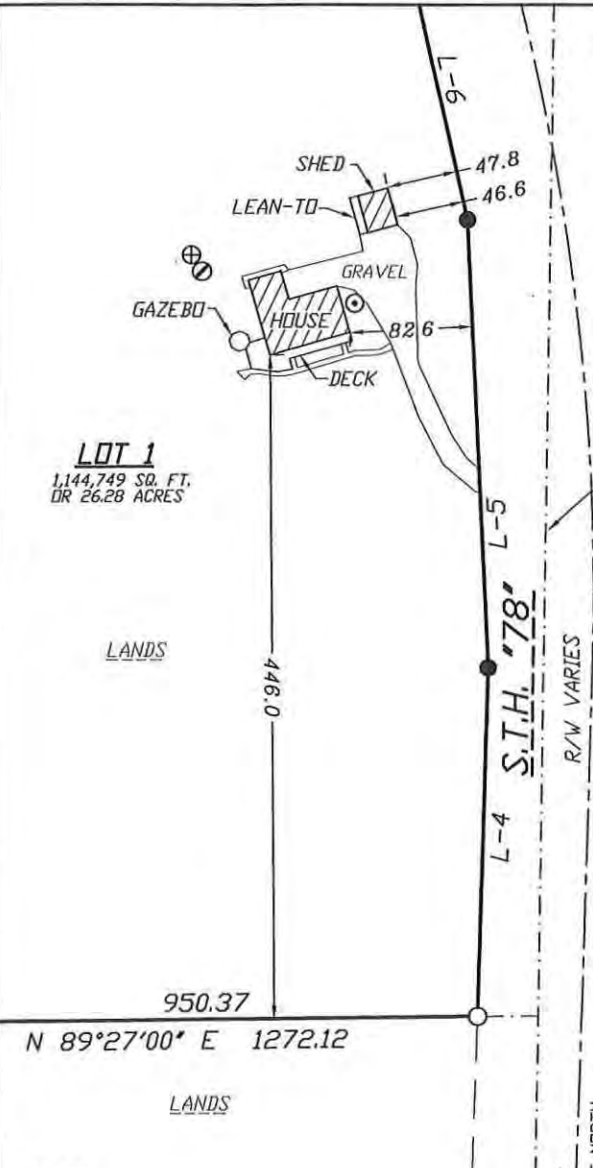 L-6
47.8
46.6
SHED
LEAN-TO
GRAVEL
GAZEBO
HOUSE
82.6
DECK
LOT 1
1,144,749 SQ. FT.
OR 26.28 ACRES
L-5
LANDS
446.0
S.T.H. "78"
R/W VARIES
L-4
950.37
N 89°27'00" E 1272.12
LANDS
NORTH